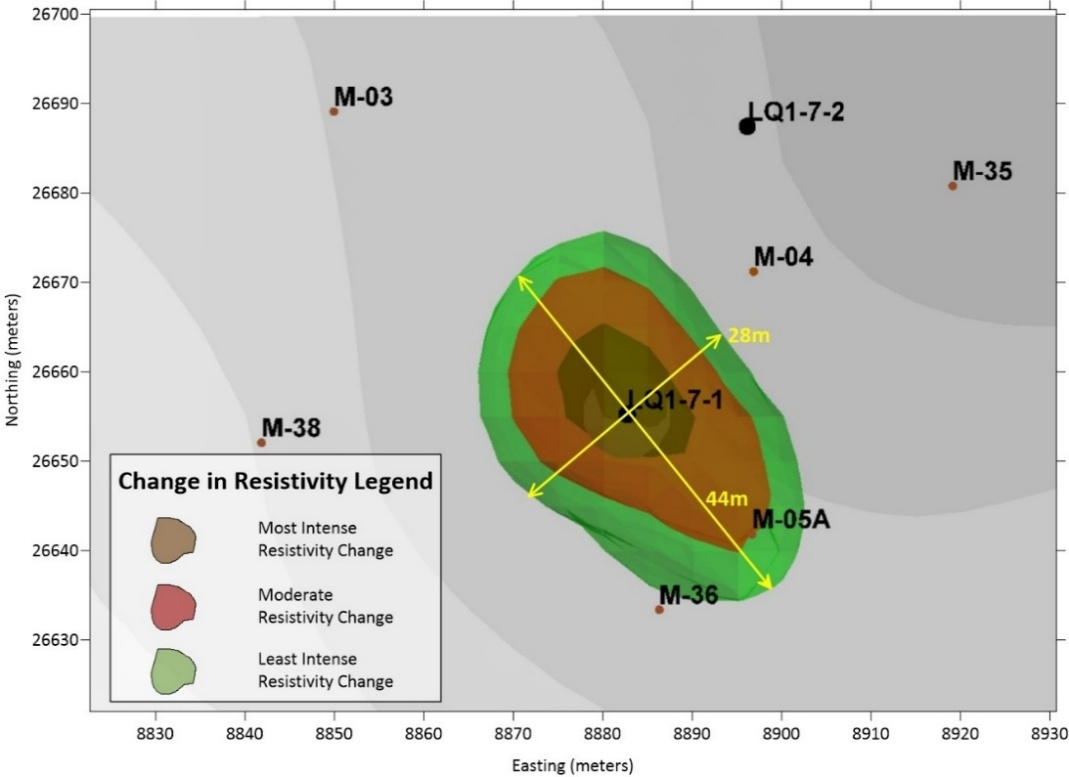 26700
26690
26680
26670
26660
26650
26640
26630
Northing (meters)
M-03
LQ1-7-2
M-35
M-04
28m
LQ1-7-1
M-38
44m
M-05A
M-36
Change in Resistivity Legend
Most Intense
Resistivity Change
Moderate
Resistivity Change
Least Intense
Resistivity Change
8830 8840 8850 8860 8870 8880 8890 8900 8910 8920 8930
Easting (meters)